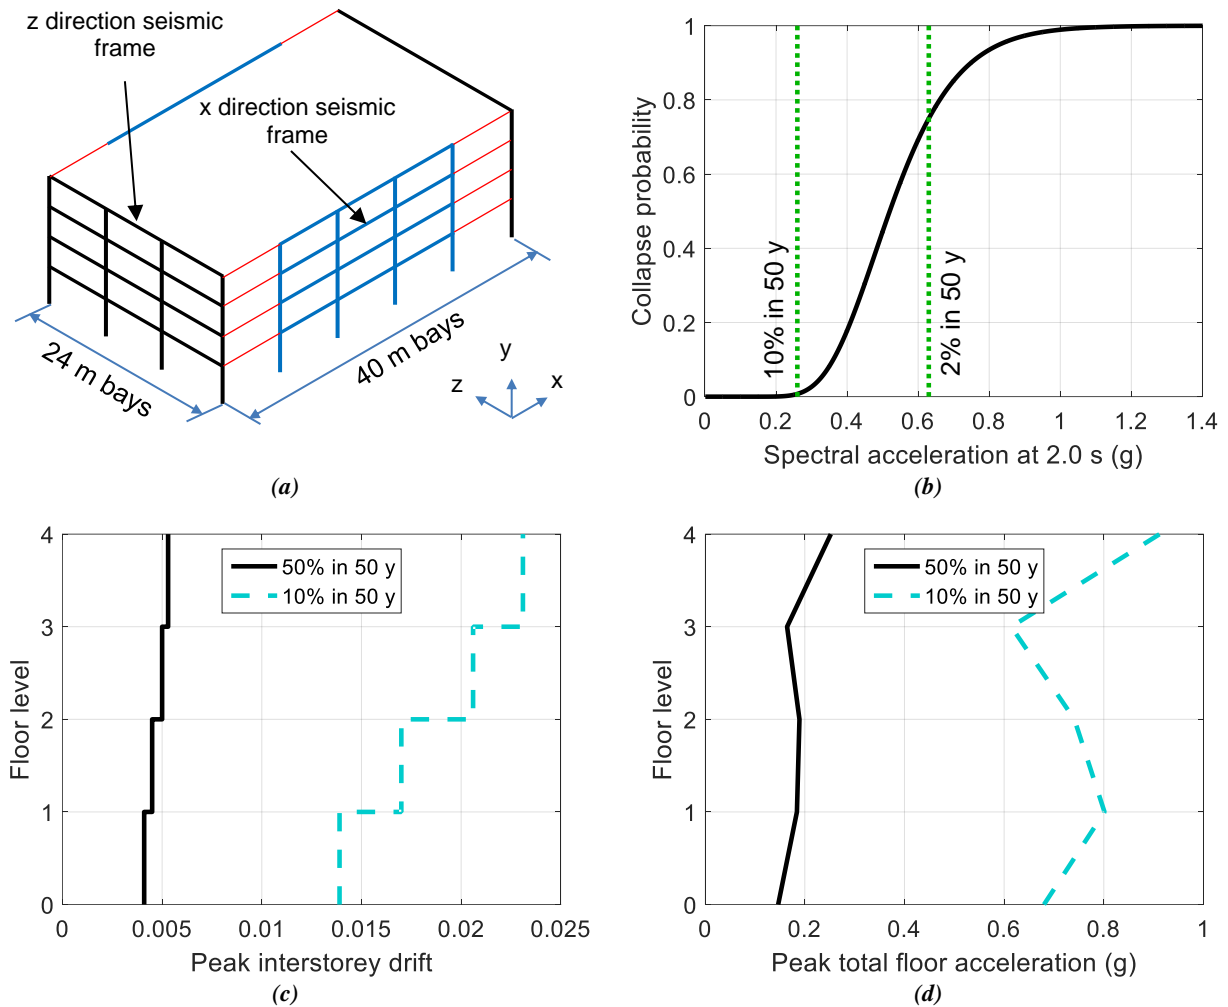 z direction seismic
frame
x direction seismic
frame
24 m bays
40 m bays
y
z
x
(a)
Collapse probability
1
0.8
0.6
0.4
0.2
0
10% in 50 y
2% in 50 y
0 0.2 0.4 0.6 0.8 1 1.2 1.4
Spectral acceleration at 2.0 s (g)
(b)
Floor level
4
3
2
1
0
50% in 50 y
10% in 50 y
0 0.005 0.01 0.015 0.02 0.025
Peak interstorey drift
(c)
Floor level
4
3
2
1
0
50% in 50 y
10% in 50 y
0 0.2 0.4 0.6 0.8 1
Peak total floor acceleration (g)
(d)